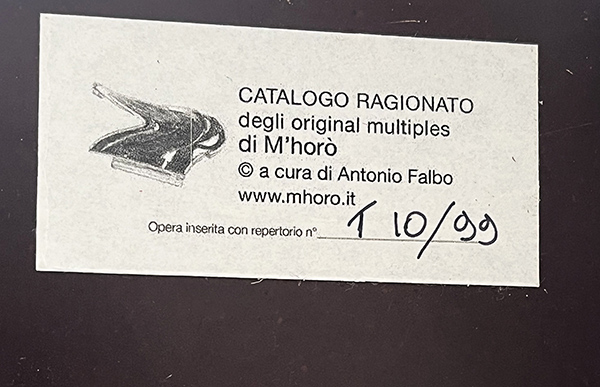 CATALOGO RAGIONATO
degli original multiples
di M'horò
© a cura di Antonio Falbo
www.mhoro.it
Opera inserita con repertorio n° T 10/99